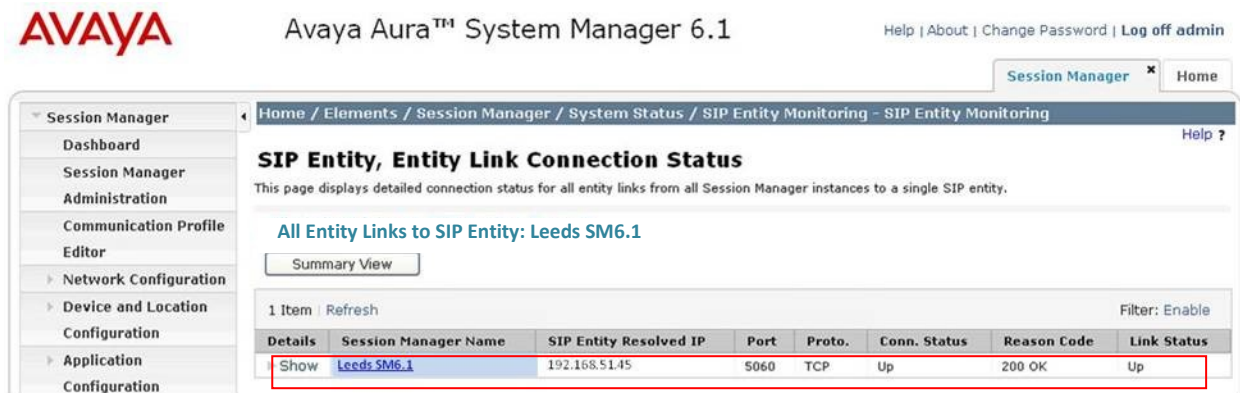 AVAYA
Avaya Aura™ System Manager 6.1
Help | About | Change Password | Log off admin
Session Manager × Home
Session Manager
Dashboard
Session Manager
Administration
Communication Profile
Editor
Network Configuration
Device and Location
Configuration
Application
Configuration
Home / Elements / Session Manager / System Status / SIP Entity Monitoring - SIP Entity Monitoring
Help ?
SIP Entity, Entity Link Connection Status
This page displays detailed connection status for all entity links from all Session Manager instances to a single SIP entity.
All Entity Links to SIP Entity: Leeds SM6.1
Summary View
1 Item | Refresh Filter: Enable
Details Session Manager Name SIP Entity Resolved IP Port Proto. Conn. Status Reason Code Link Status
Show Leeds SM6.1 192.168.51.45 5060 TCP Up 200 OK Up